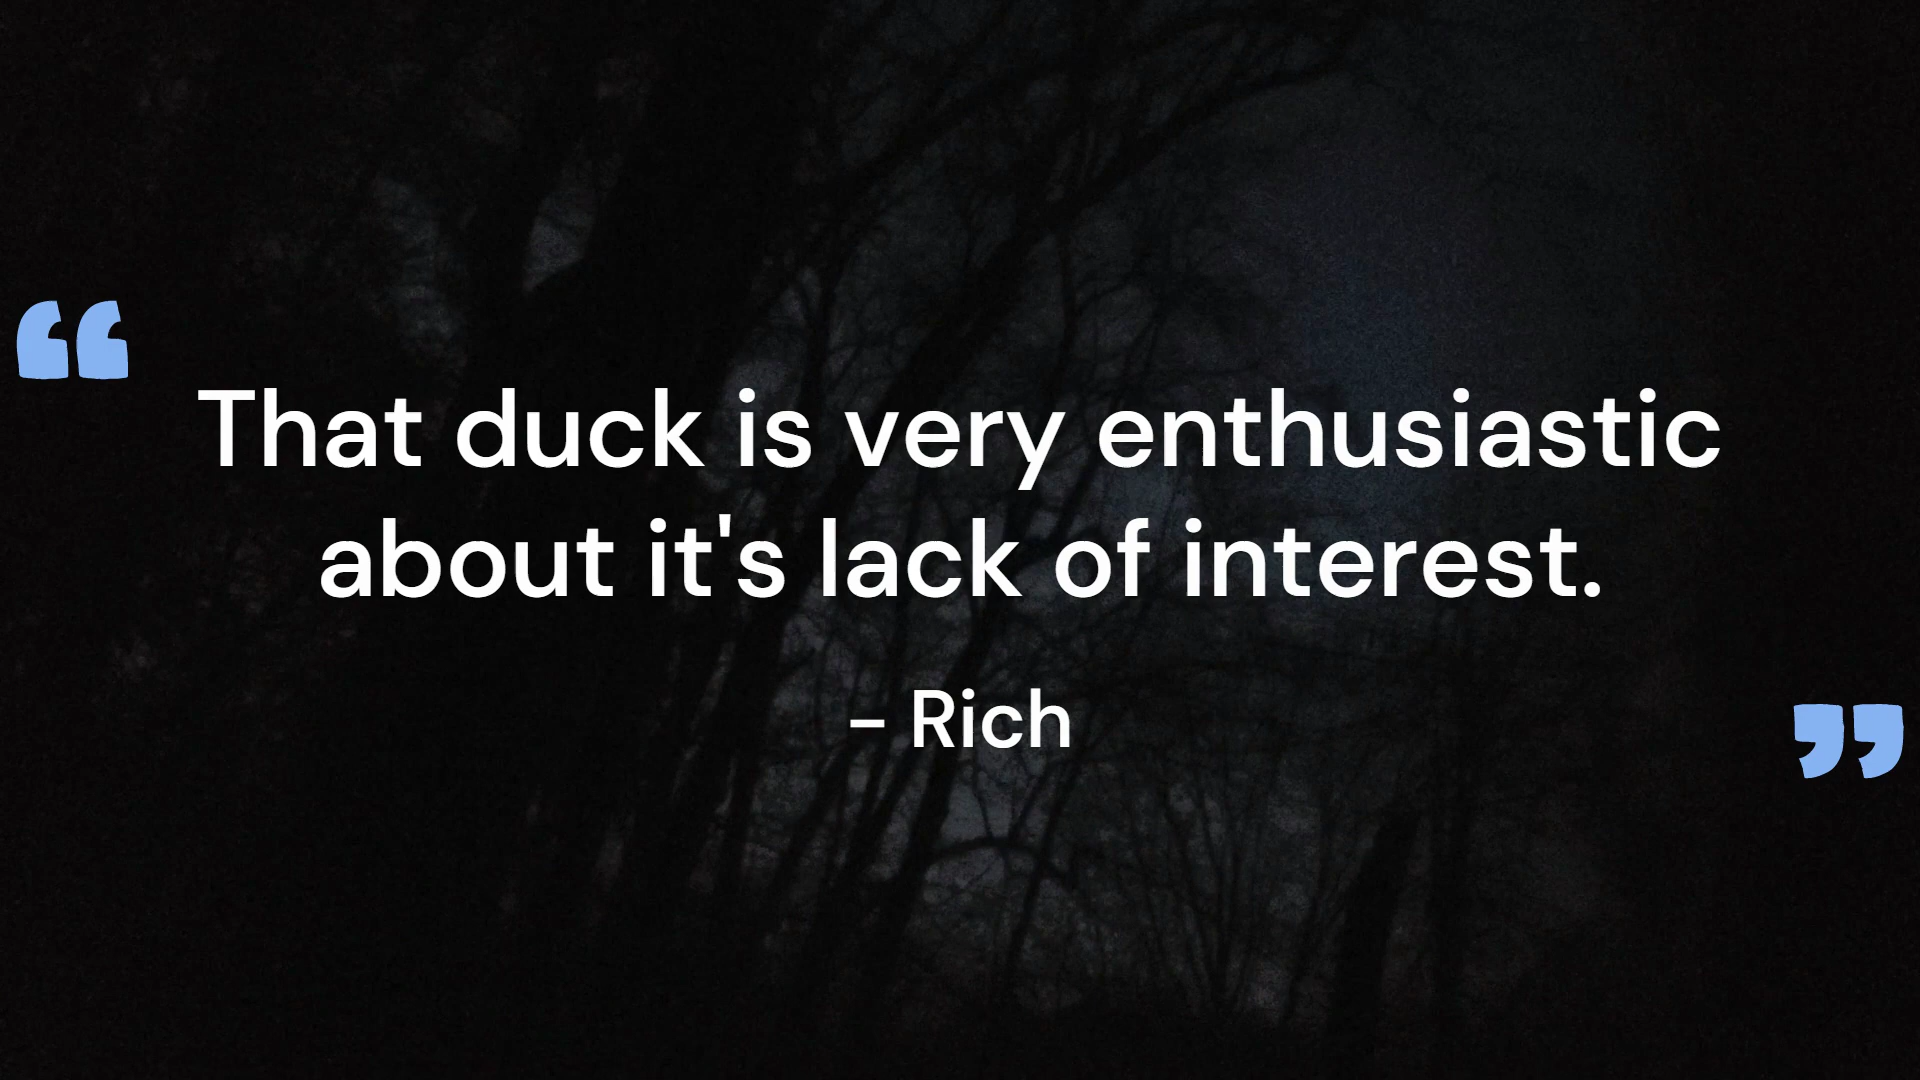 “
That duck is very enthusiastic
about it's lack of interest.
– Rich
”